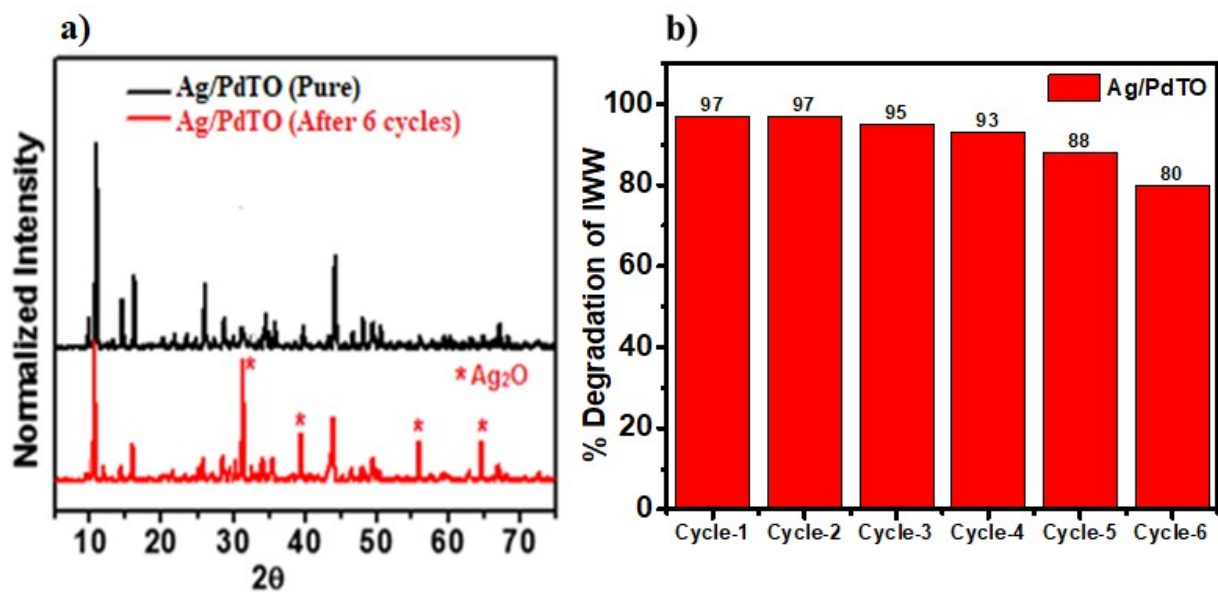 a)
Ag/PdTO (Pure)
Ag/PdTO (After 6 cycles)
*
* Ag₂O
*
*
*
Normalized Intensity
10 20 30 40 50 60 70
2θ
b)
Ag/PdTO
100
80
60
40
20
0
97
97
95
93
88
80
% Degradation of IWW
Cycle-1 Cycle-2 Cycle-3 Cycle-4 Cycle-5 Cycle-6